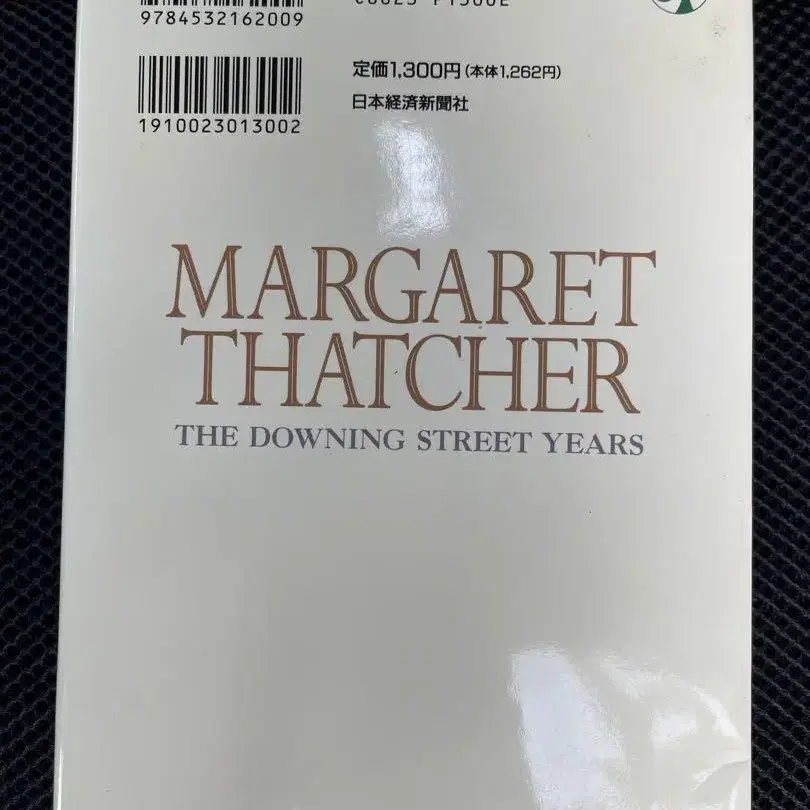 9784532162009
定価1,300円(本体1,262円)
1910023013002
日本経済新聞社
MARGARET
THATCHER
THE DOWNING STREET YEARS